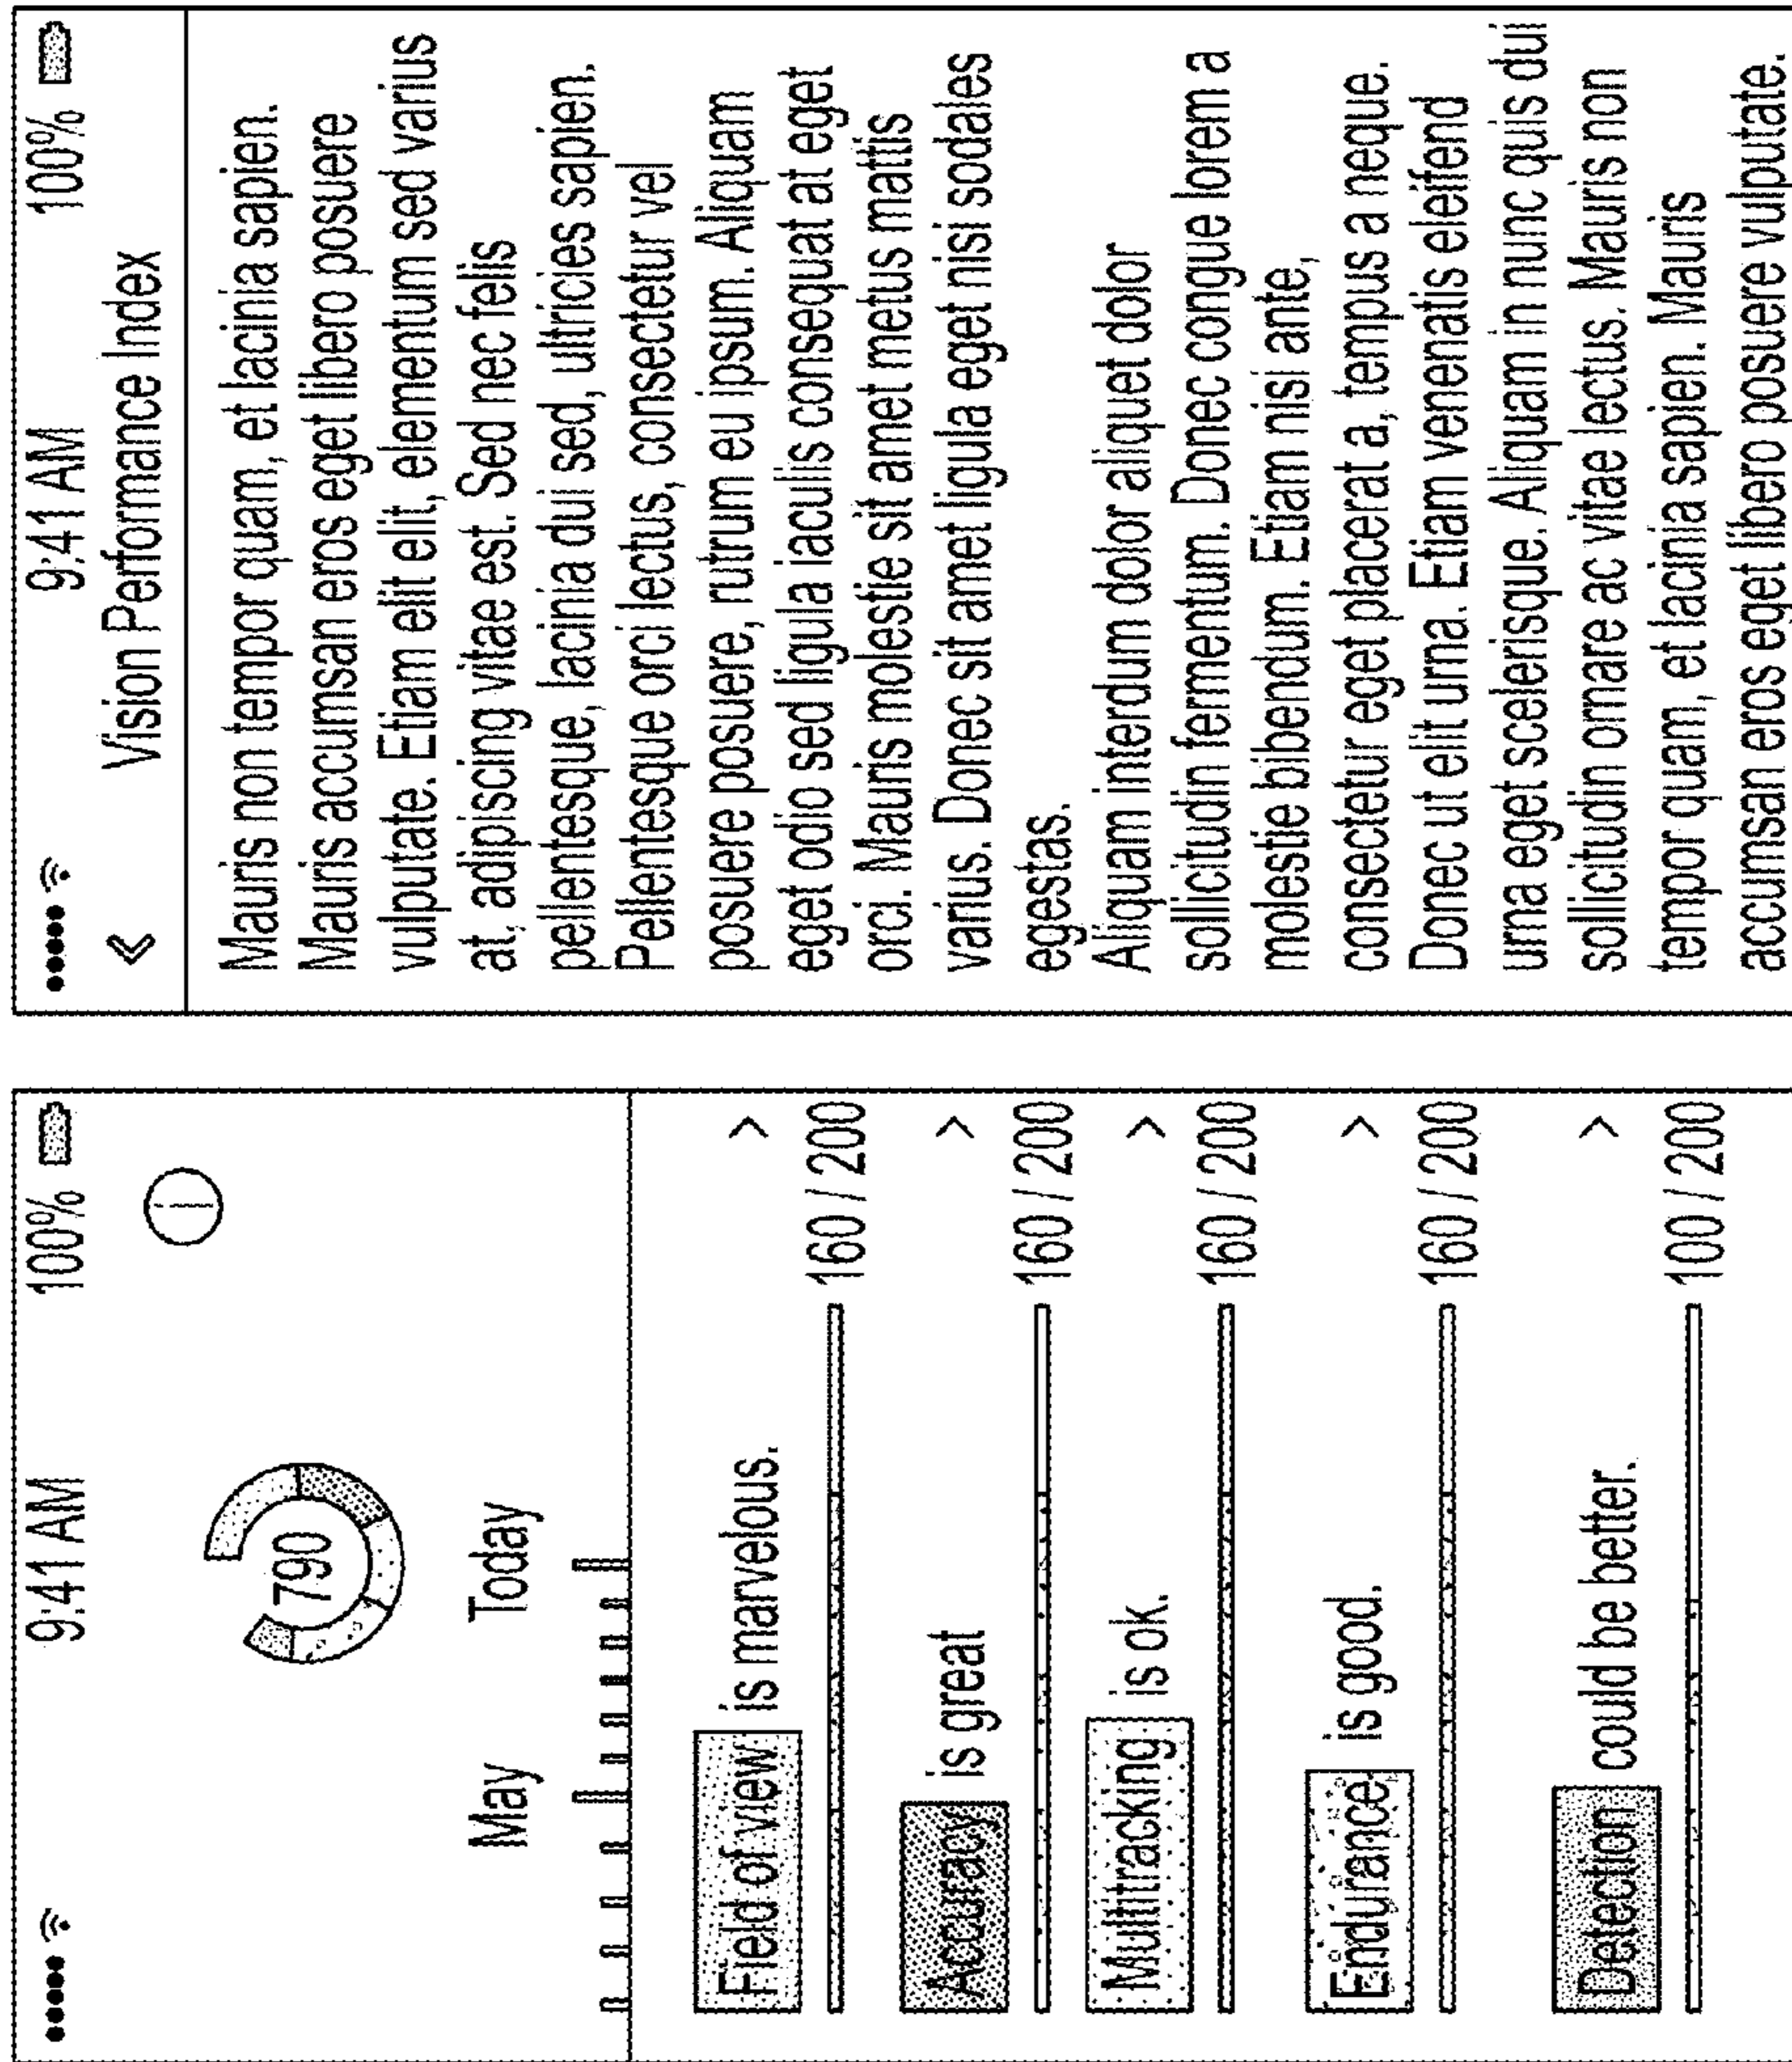 9:41 AM 100%
790
May Today
Field of view is marvelous. >
160 / 200
Accuracy is great >
160 / 200
Multitracking is ok. >
160 / 200
Endurance is good. >
160 / 200
Detection could be better. >
100 / 200
9:41 AM 100%
Vision Performance Index
Mauris non tempor quam, et lacinia sapien.
Mauris accumsan eros eget libero posuere
vulputate. Etiam elit elit, elementum sed varius
at, adipiscing vitae est. Sed nec felis
pellentesque, lacinia dui sed, ultricies sapien.
Pellentesque orci lectus, consectetur vel
posuere posuere, rutrum eu ipsum. Aliquam
eget odio sed ligula iaculis consequat at eget
orci. Mauris molestie sit amet metus mattis
varius. Donec sit amet ligula eget nisi sodales
egestas.
Aliquam interdum dolor aliquet dolor
sollicitudin fermentum. Donec congue lorem a
molestie bibendum. Etiam nisi ante,
consectetur eget placerat a, tempus a neque.
Donec ut elit urna. Etiam venenatis eleifend
urna eget scelerisque. Aliquam in nunc quis dui
sollicitudin ornare ac vitae lectus. Mauris non
tempor quam, et lacinia sapien. Mauris
accumsan eros eget libero posuere vulputate.